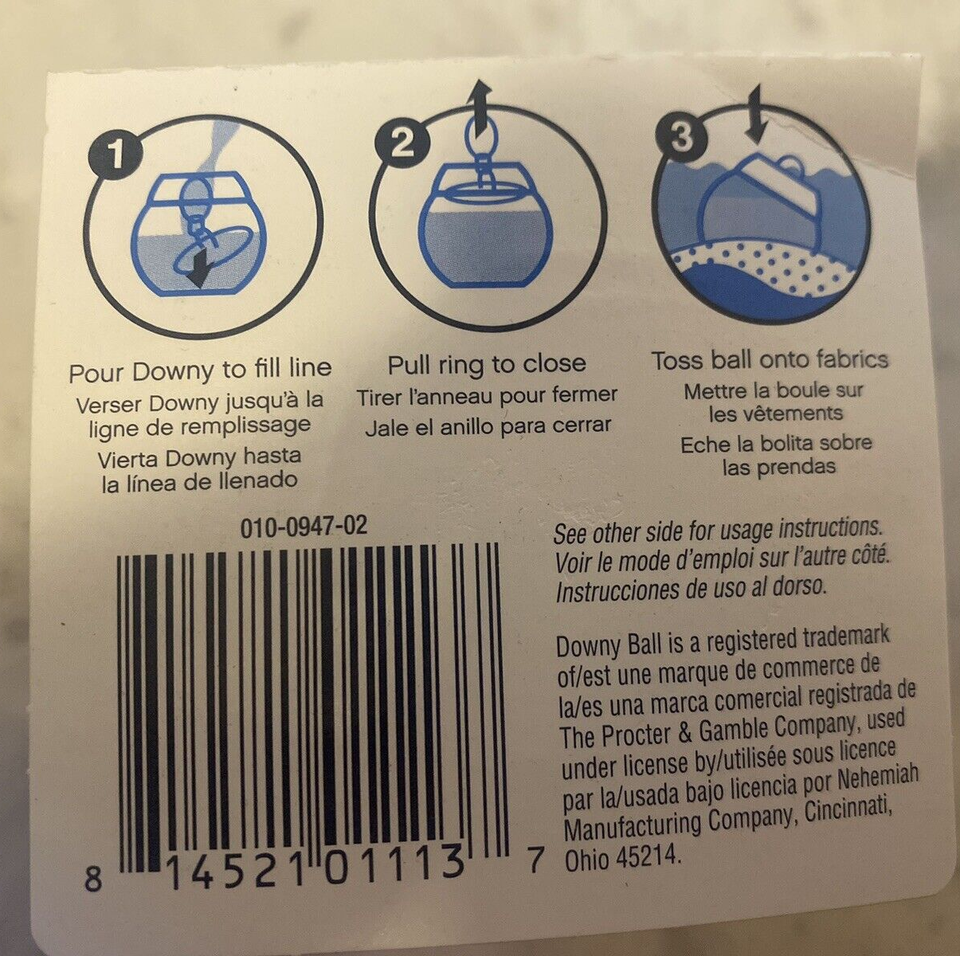 1
Pour Downy to fill line
Verser Downy jusqu'à la
ligne de remplissage
Vierta Downy hasta
la línea de llenado
2
Pull ring to close
Tirer l'anneau pour fermer
Jale el anillo para cerrar
3
Toss ball onto fabrics
Mettre la boule sur
les vêtements
Eche la bolita sobre
las prendas
010-0947-02
8 14521 01113 7
See other side for usage instructions.
Voir le mode d'emploi sur l'autre côté.
Instrucciones de uso al dorso.
Downy Ball is a registered trademark
of/est une marque de commerce de
la/es una marca comercial registrada de
The Procter & Gamble Company, used
under license by/utilisée sous licence
par la/usada bajo licencia por Nehemiah
Manufacturing Company, Cincinnati,
Ohio 45214.